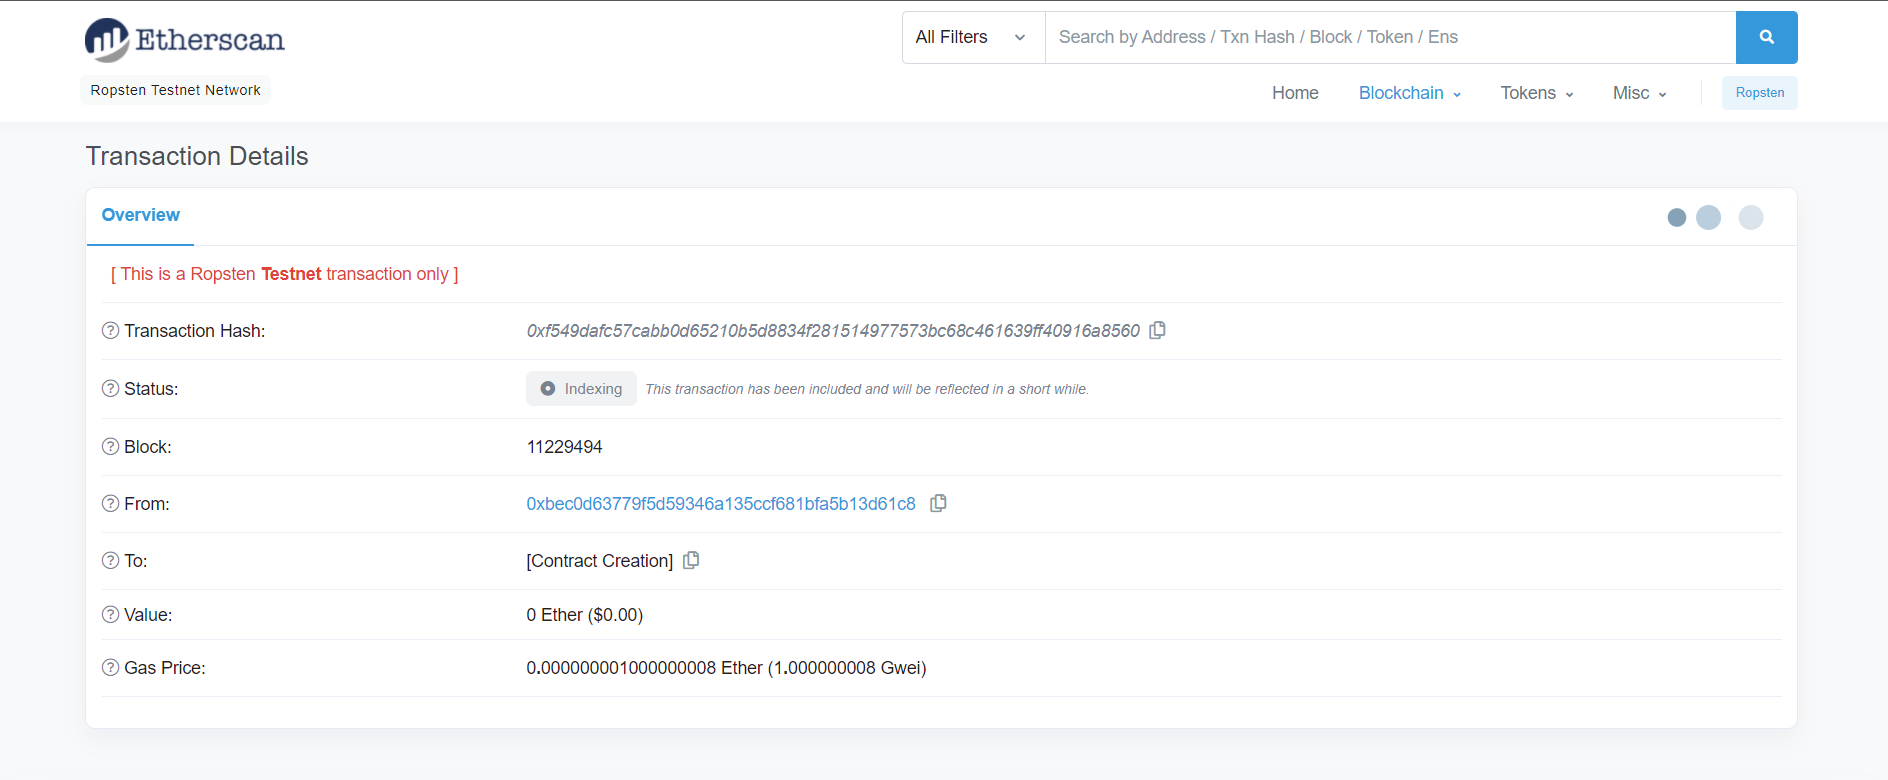 Etherscan
All Filters
Search by Address / Txn Hash / Block / Token / Ens
Ropsten Testnet Network
Home Blockchain Tokens Misc Ropsten
Transaction Details
Overview
[ This is a Ropsten Testnet transaction only ]
Transaction Hash: 0xf549dafc57cabb0d65210b5d8834f281514977573bc68c461639ff40916a8560
Status: Indexing This transaction has been included and will be reflected in a short while.
Block: 11229494
From: 0xbec0d63779f5d59346a135ccf681bfa5b13d61c8
To: [Contract Creation]
Value: 0 Ether ($0.00)
Gas Price: 0.000000001000000008 Ether (1.000000008 Gwei)